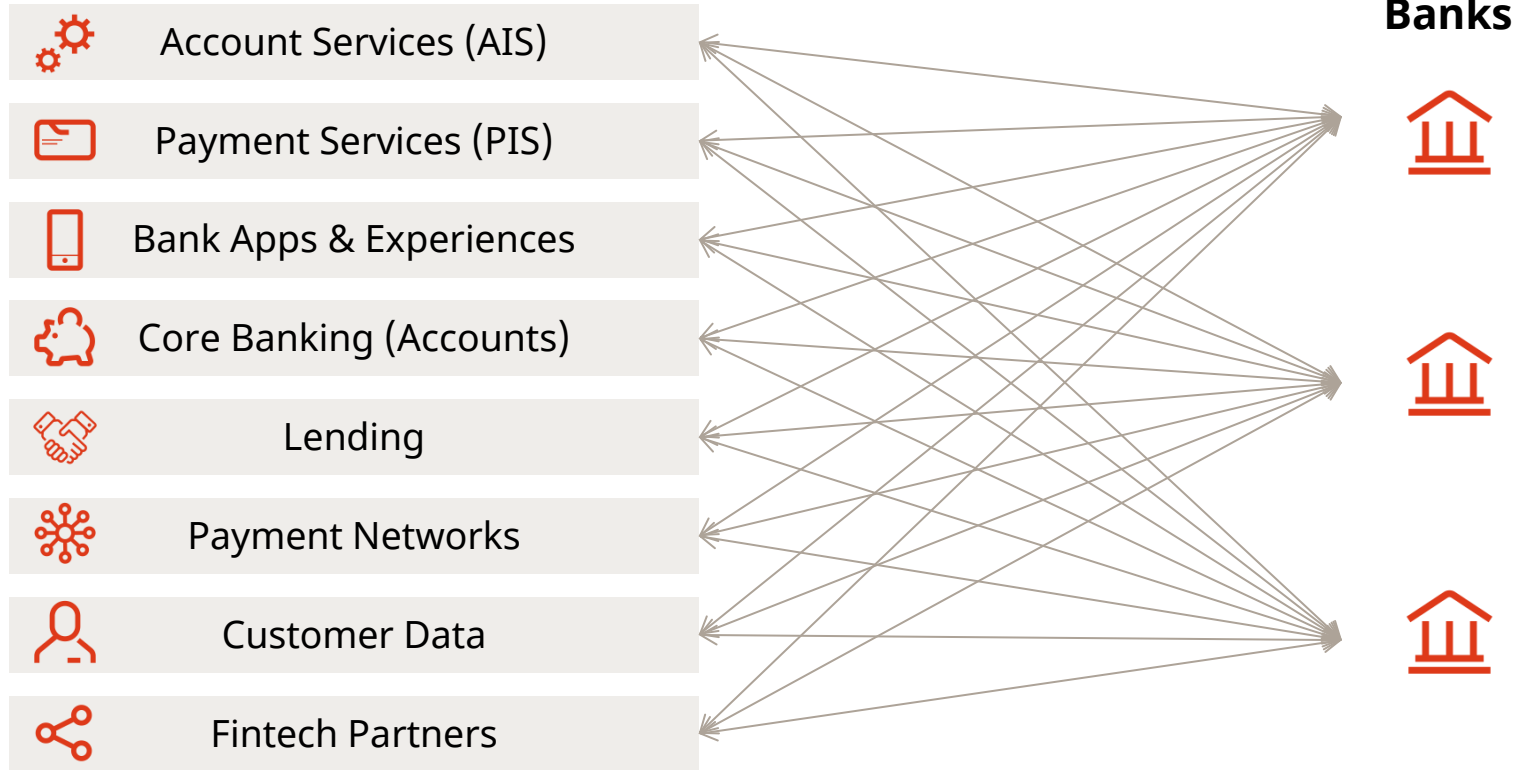 Banks
Account Services (AIS)
Payment Services (PIS)
Bank Apps & Experiences
Core Banking (Accounts)
Lending
Payment Networks
Customer Data
Fintech Partners